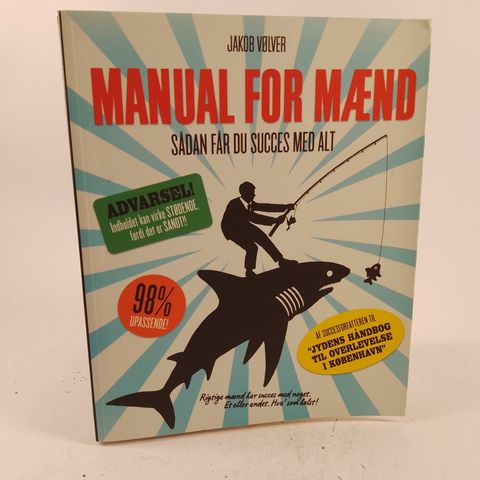 JAKOB VØLVER
MANUAL FOR MÆND
SÅDAN FÅR DU SUCCES MED ALT
ADVARSEL!
Indholdet kan virke STØDENDE,
fordi det er SANDT!!
98%
UPASSENDE!
AF SUCCESFORFATTEREN TIL
"JYDENS HÅNDBOG
TIL OVERLEVELSE
I KØBENHAVN"
Rigtige mænd har succes med noget.
Et eller andet. Hva' som helst!